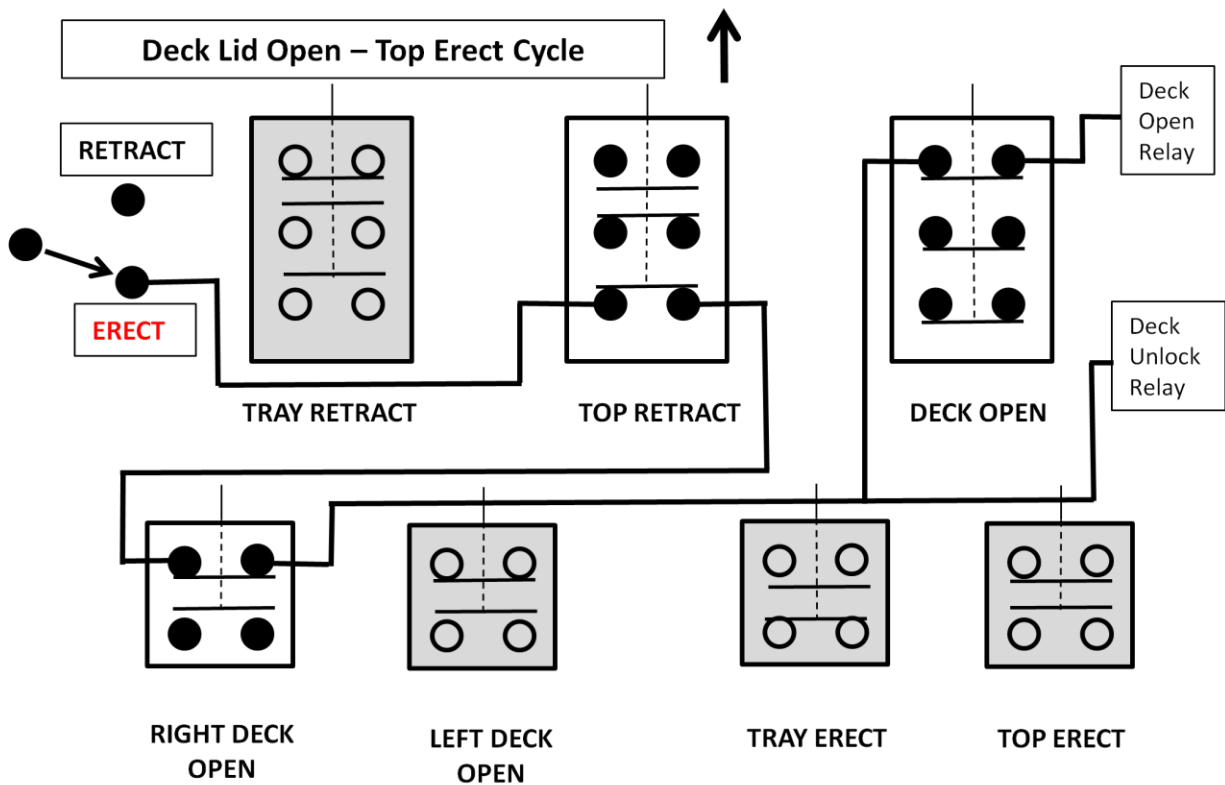 Deck Lid Open – Top Erect Cycle
RETRACT
ERECT
Deck
Open
Relay
TRAY RETRACT
TOP RETRACT
DECK OPEN
Deck
Unlock
Relay
RIGHT DECK
OPEN
LEFT DECK
OPEN
TRAY ERECT
TOP ERECT